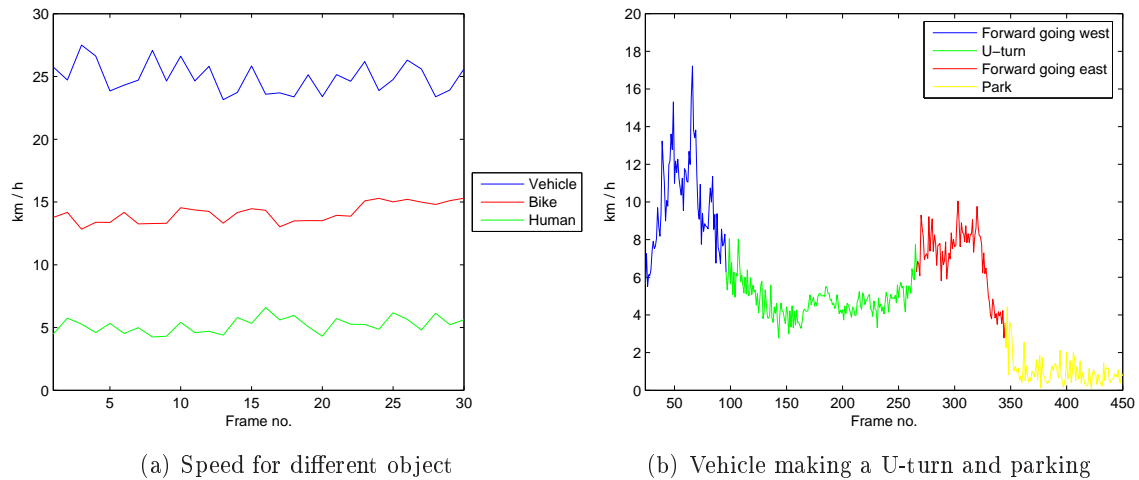 30
25
20
15
10
5
0
km / h
5
10
15
20
25
30
Frame no.
Vehicle
Bike
Human
(a) Speed for different object
20
18
16
14
12
10
8
6
4
2
0
km / h
50
100
150
200
250
300
350
400
450
Frame no.
Forward going west
U−turn
Forward going east
Park
(b) Vehicle making a U-turn and parking